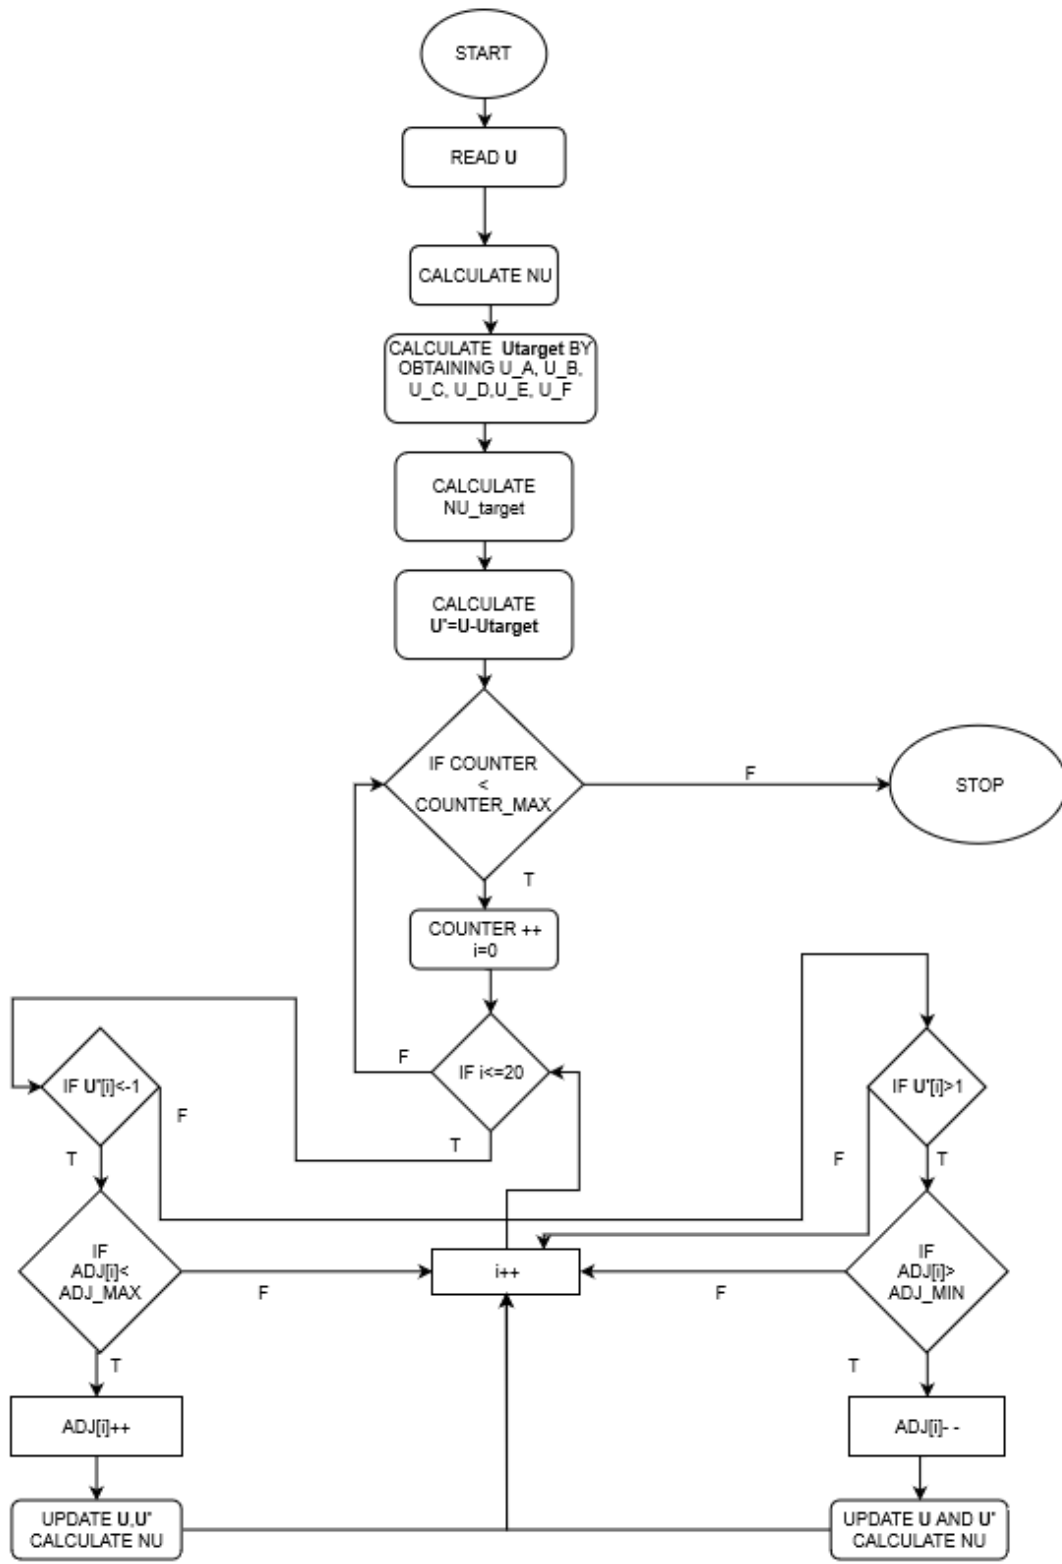 START
READ U
CALCULATE NU
CALCULATE Utarget BY
OBTAINING U_A, U_B,
U_C, U_D,U_E, U_F
CALCULATE
NU_target
CALCULATE
U"=U-Utarget
IF COUNTER
<
COUNTER_MAX
F
STOP
T
COUNTER ++
i=0
IF i<=20
F
T
IF U"[i]<-1
F
T
IF U"[i]>1
F
T
IF
ADJ[i]<
ADJ_MAX
F
T
i++
IF
ADJ[i]>
ADJ_MIN
F
T
ADJ[i]++
ADJ[i]- -
UPDATE U,U"
CALCULATE NU
UPDATE U AND U"
CALCULATE NU